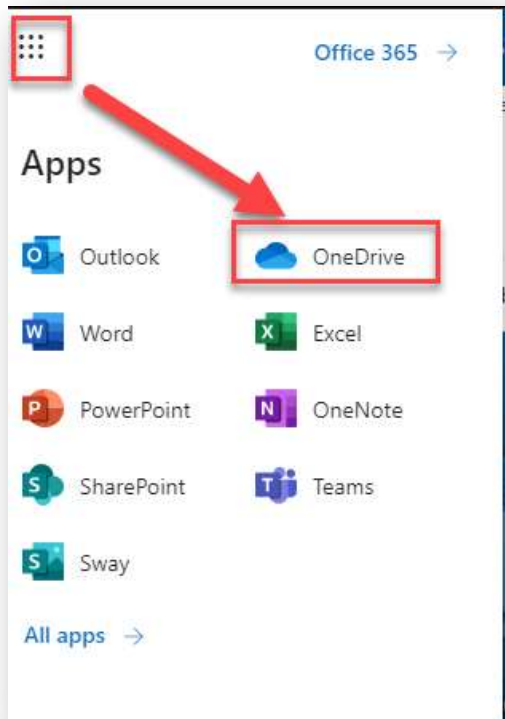 Office 365 →
Apps
Outlook
OneDrive
Word
Excel
PowerPoint
OneNote
SharePoint
Teams
Sway
All apps →